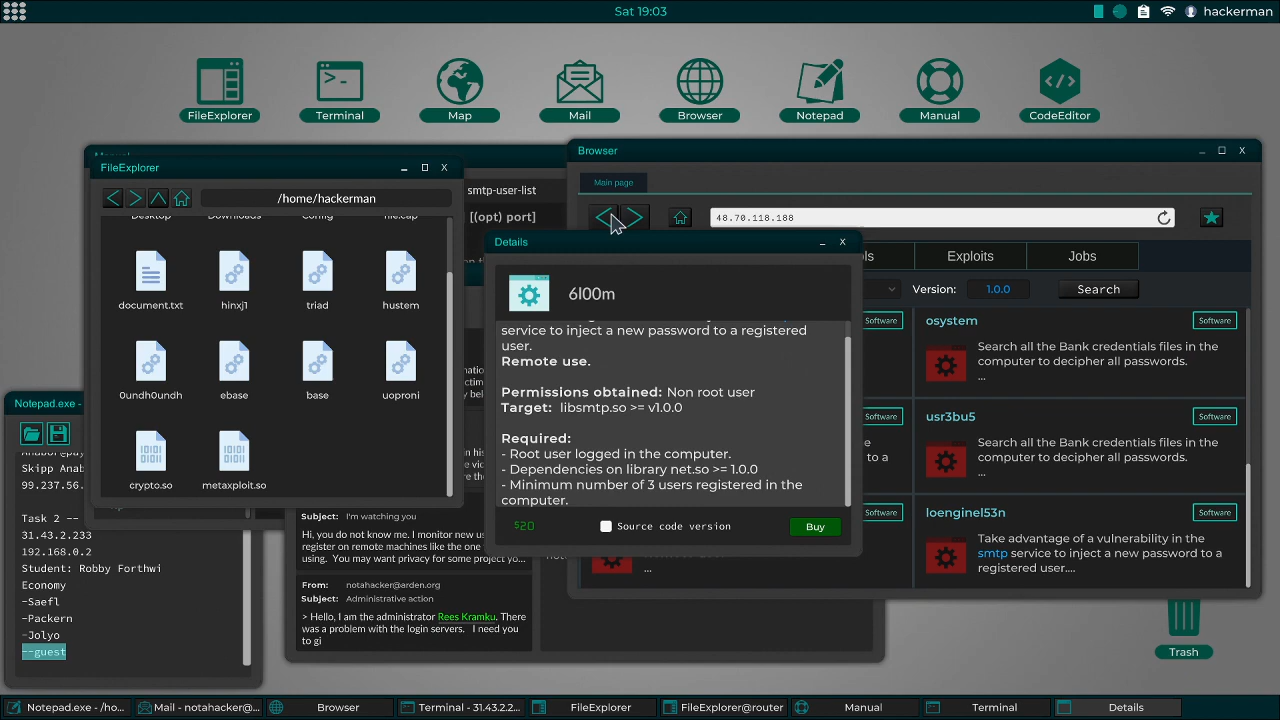 Sat 19:03
hackerman
FileExplorer
Terminal
Map
Mail
Browser
Notepad
Manual
CodeEditor
FileExplorer
/home/hackerman
document.txt
hinxj1
triad
hustem
0undh0undh
ebase
base
uoproni
crypto.so
metaxploit.so
smtp-user-list
[(opt) port]
Browser
Main page
48.70.118.188
Exploits
Jobs
Version:
1.0.0
Search
Software
osystem
Software
Search all the Bank credentials files in the
computer to decipher all passwords.
...
Software
usr3bu5
Software
Search all the Bank credentials files in the
computer to decipher all passwords.
...
Software
loenginel53n
Software
Take advantage of a vulnerability in the
smtp service to inject a new password to a
registered user....
...
Details
6l00m
service to inject a new password to a registered
user.
Remote use.
Permissions obtained: Non root user
Target: libsmtp.so >= v1.0.0
Required:
- Root user logged in the computer.
- Dependencies on library net.so >= 1.0.0
- Minimum number of 3 users registered in the
computer.
$20
Source code version
Buy
Notepad.exe -
99.237.56.
Task 2 --
31.43.2.233
192.168.0.2
Student: Robby Forthwi
Economy
-Saefl
-Packern
-Jolyo
--guest
Subject: I'm watching you
Hi, you do not know me. I monitor new us
register on remote machines like the one
using. You may want privacy for some project yo...
From: notahacker@arden.org
Subject: Administrative action
> Hello, I am the administrator Rees Kramku. There
was a problem with the login servers. I need you
to gi
Trash
Notepad.exe - /ho...
Mail - notahacker@...
Browser
Terminal - 31.43.2.2...
FileExplorer
FileExplorer@router
Manual
Terminal
Details